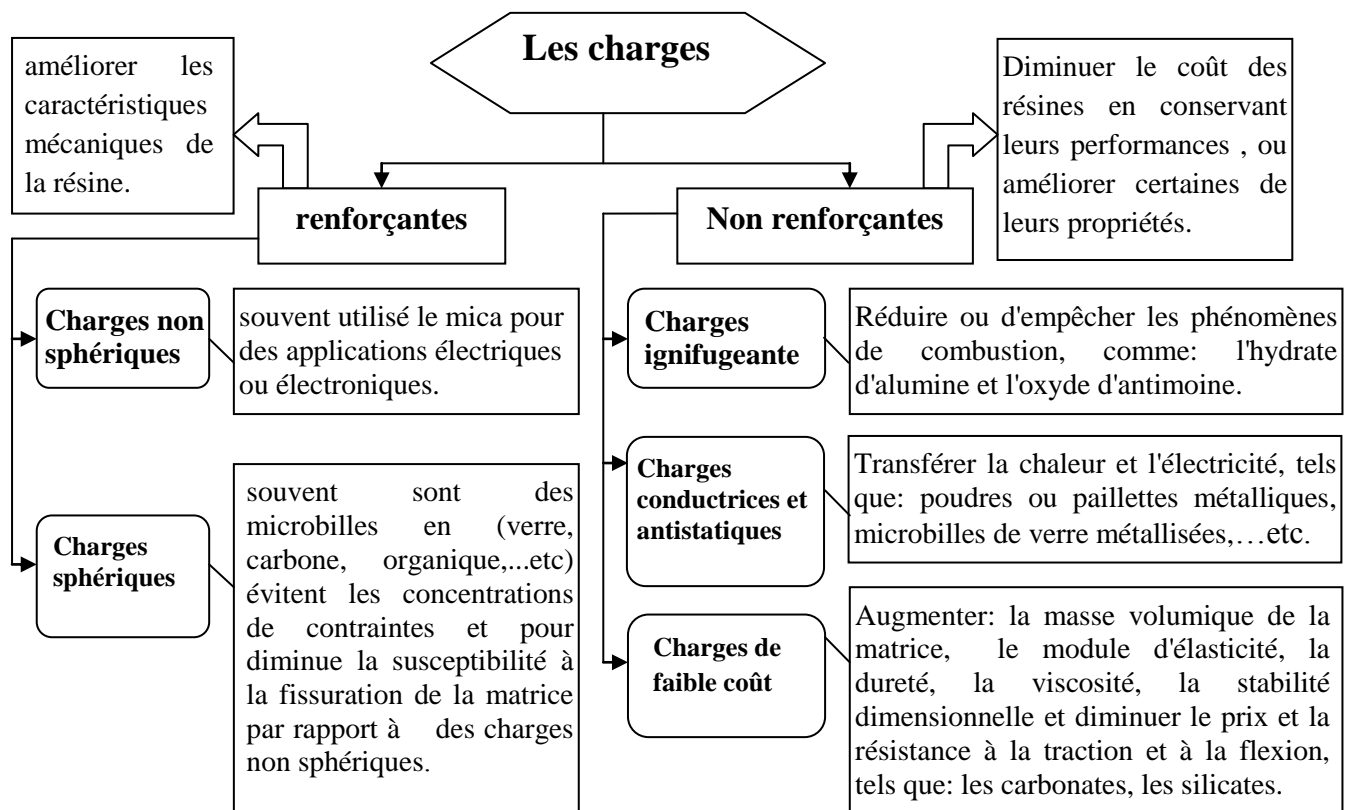 Les charges
améliorer les
caractéristiques
mécaniques de
la résine.
Diminuer le coût des
résines en conservant
leurs performances , ou
améliorer certaines de
leurs propriétés.
renforçantes
Non renforçantes
Charges non
sphériques
souvent utilisé le mica pour
des applications électriques
ou électroniques.
Charges
sphériques
souvent sont des
microbilles en (verre,
carbone, organique,...etc)
évitent les concentrations
de contraintes et pour
diminue la susceptibilité à
la fissuration de la matrice
par rapport à des charges
non sphériques.
Charges
ignifugeante
Réduire ou d'empêcher les phénomènes
de combustion, comme: l'hydrate
d'alumine et l'oxyde d'antimoine.
Charges
conductrices et
antistatiques
Transférer la chaleur et l'électricité, tels
que: poudres ou paillettes métalliques,
microbilles de verre métallisées,…etc.
Charges de
faible coût
Augmenter: la masse volumique de la
matrice, le module d'élasticité, la
dureté, la viscosité, la stabilité
dimensionnelle et diminuer le prix et la
résistance à la traction et à la flexion,
tels que: les carbonates, les silicates.